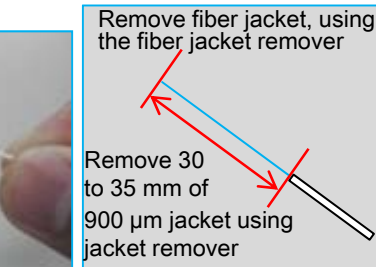 Remove fiber jacket, using
the fiber jacket remover
Remove 30
to 35 mm of
900 µm jacket using
jacket remover